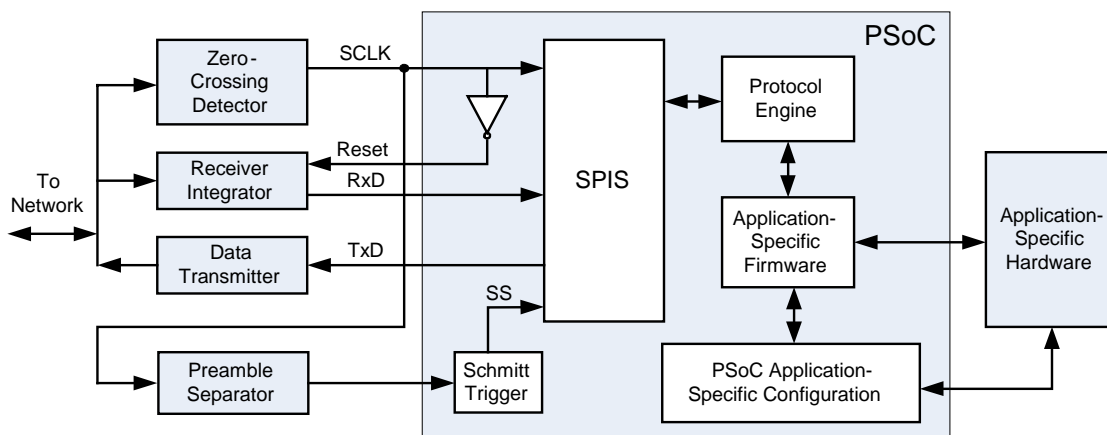 PSoC
Zero-
Crossing
Detector
SCLK
Reset
Receiver
Integrator
RxD
To
Network
Data
Transmitter
TxD
SS
Preamble
Separator
Schmitt
Trigger
SPIS
Protocol
Engine
Application-
Specific
Firmware
PSoC Application-
Specific Configuration
Application-
Specific
Hardware